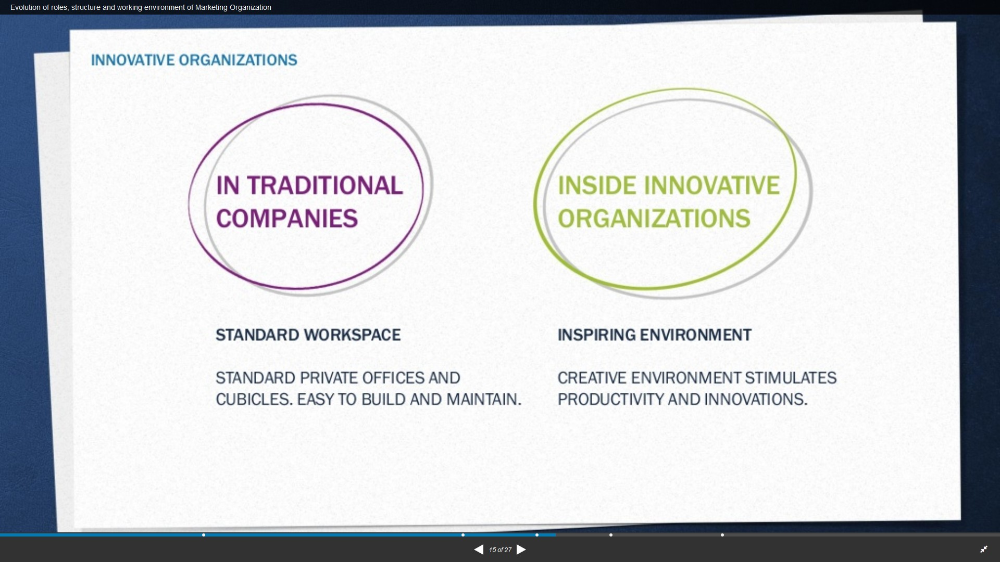 Evolution of roles, structure and working environment of Marketing Organization
INNOVATIVE ORGANIZATIONS
IN TRADITIONAL
COMPANIES
STANDARD WORKSPACE
STANDARD PRIVATE OFFICES AND
CUBICLES. EASY TO BUILD AND MAINTAIN.
INSIDE INNOVATIVE
ORGANIZATIONS
INSPIRING ENVIRONMENT
CREATIVE ENVIRONMENT STIMULATES
PRODUCTIVITY AND INNOVATIONS.
15 of 27